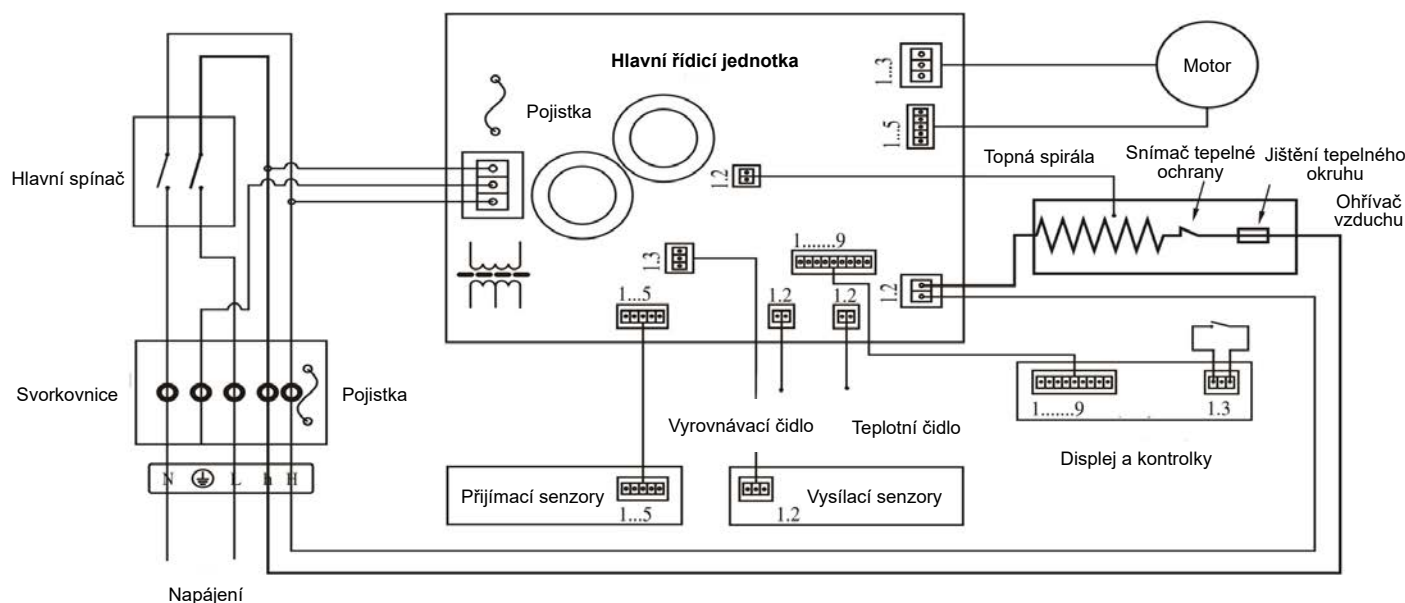 Hlavní řídicí jednotka
1...3
Motor
Pojistka
1...5
Topná spirála
Snímač tepelné
ochrany
Jištění tepelného
okruhu
Hlavní spínač
1.2
Ohřívač
vzduchu
1.3
1.......9
1.2
1...5
1.2
1.2
Svorkovnice
Pojistka
1.......9
1.3
Vyrovnávací čidlo
Teplotní čidlo
Displej a kontrolky
N
L
h
H
Přijímací senzory
1...5
1.2
Vysílací senzory
Napájení